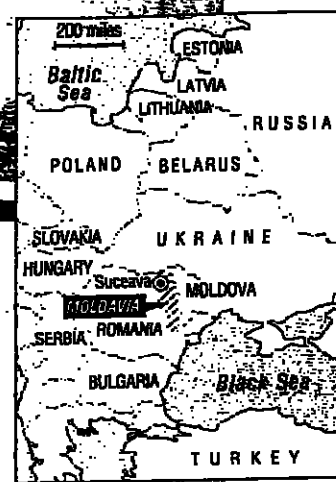 200 miles
ESTONIA
Baltic
Sea
LATVIA
LITHUANIA
RUSSIA
POLAND
BELARUS
SLOVAKIA
UKRAINE
HUNGARY
Suceava
MOLDOVA
MOLDAVIA
ROMANIA
SERBIA
BULGARIA
Black Sea
TURKEY